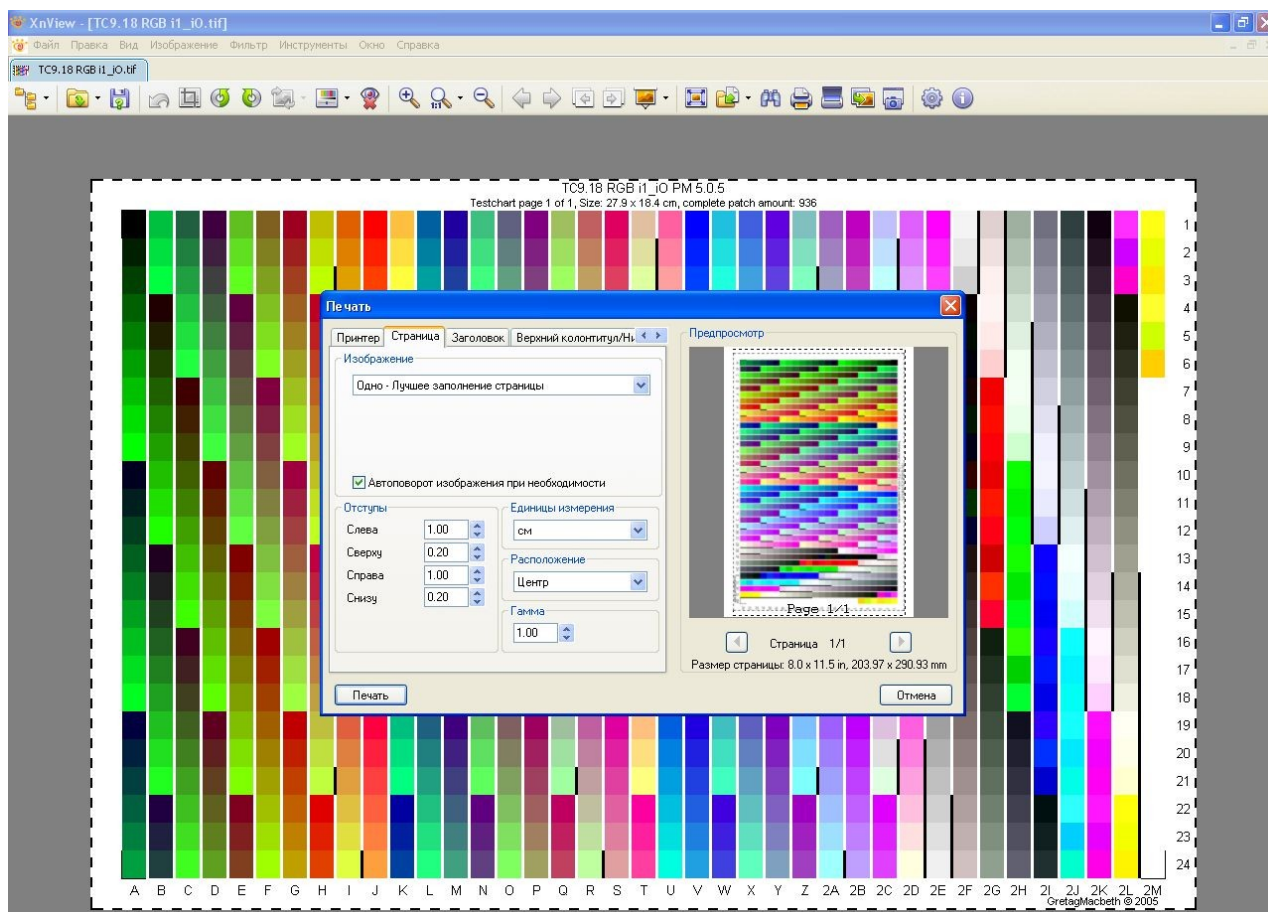 XnView - [TC9.18 RGB i1_iO.tif]
Файл Правка Вид Изображение Фильтр Инструменты Окно Справка
TC9.18 RGB i1_iO.tif
1:1
TC9.18 RGB i1_iO PM 5.0.5
Testchart page 1 of 1, Size: 27.9 x 18.4 cm, complete patch amount: 936
1
2
3
Печать
4
Принтер Страница Заголовок Верхний колонтитул/Ни
Предпросмотр
5
Изображение
6
Одно - Лучшее заполнение страницы
7
8
9
Автоповорот изображения при необходимости
10
Отступы
Единицы измерения
11
Слева 1.00 см
12
Сверху 0.20
Расположение
13
Справа 1.00 Центр
14
Снизу 0.20
Гамма
Page 1/1
15
1.00
Страница 1/1
16
Размер страницы: 8.0 x 11.5 in, 203.97 x 290.93 mm
17
Печать Отмена
18
19
20
21
22
23
24
A B C D E F G H I J K L M N O P Q R S T U V W X Y Z 2A 2B 2C 2D 2E 2F 2G 2H 2I 2J 2K 2L 2M
GretagMacbeth © 2005